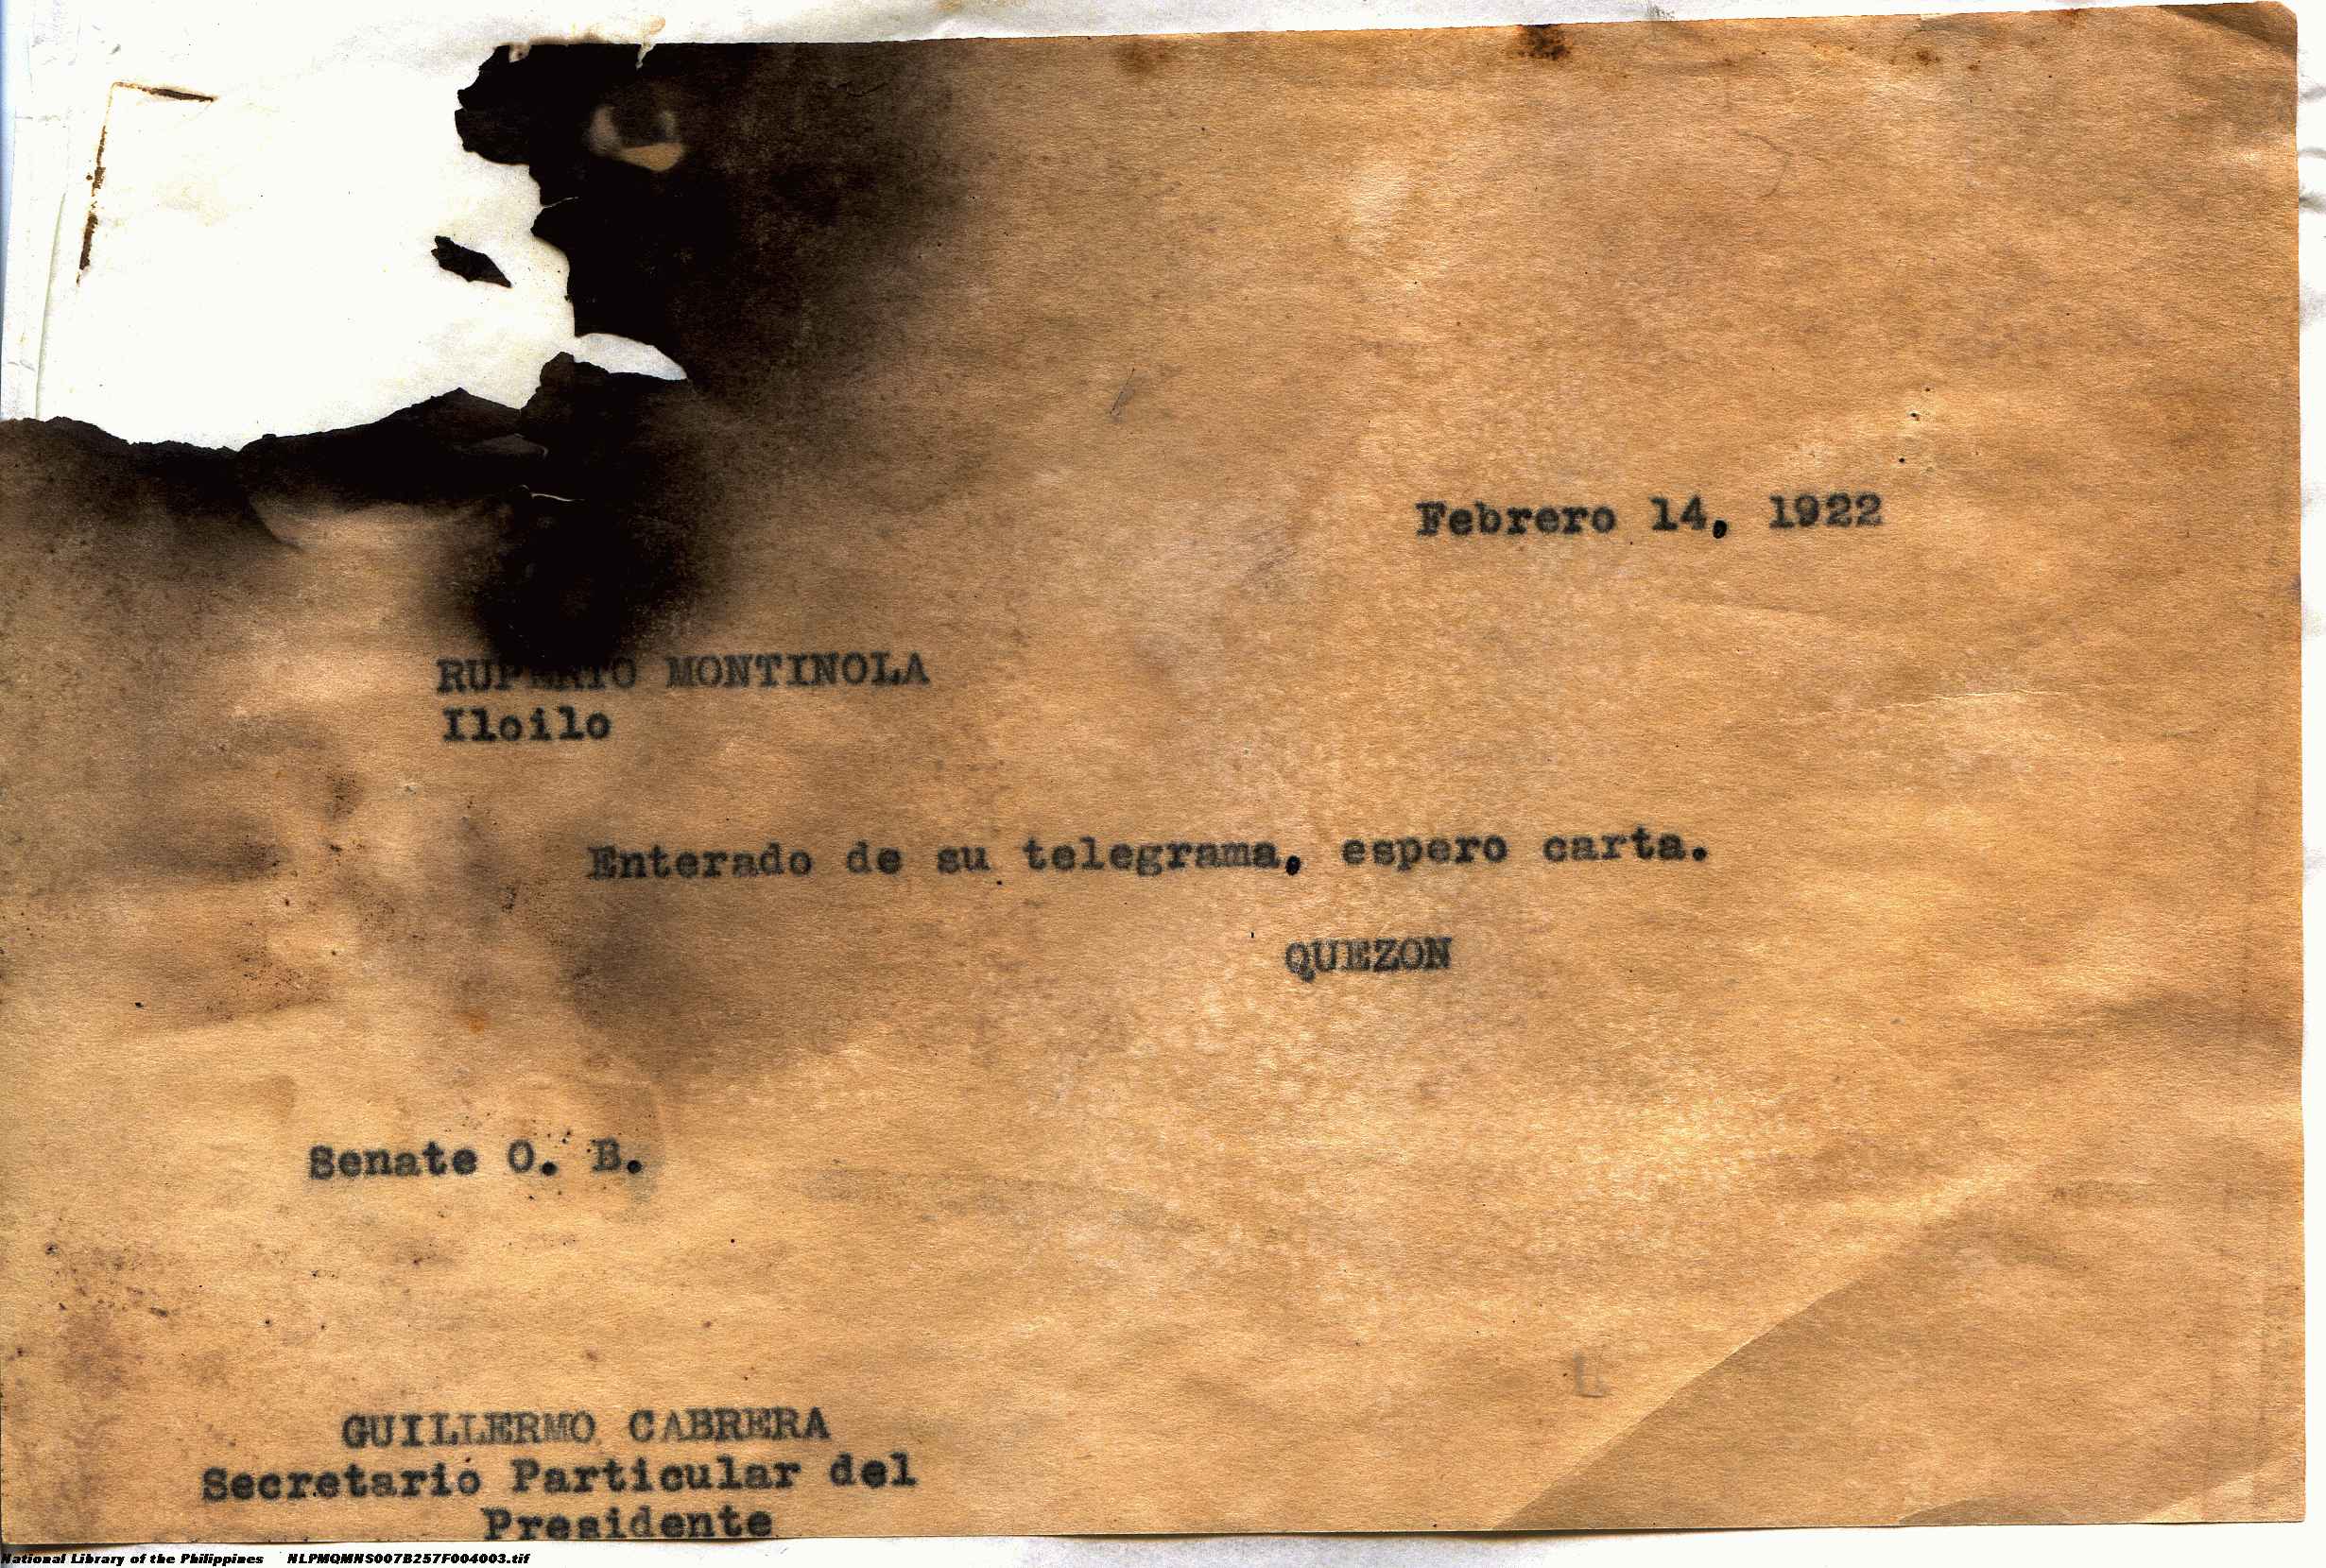 Febrero 14, 1922
RUPERTO MONTINOLA
Iloilo
Enterado de su telegrama, espero carta.
QUEZON
Senate O. B.
GUILLERMO CABRERA
Secretario Particular del
Presidente
National Library of the Philippines NLPMQMNS007B257F004003.tif